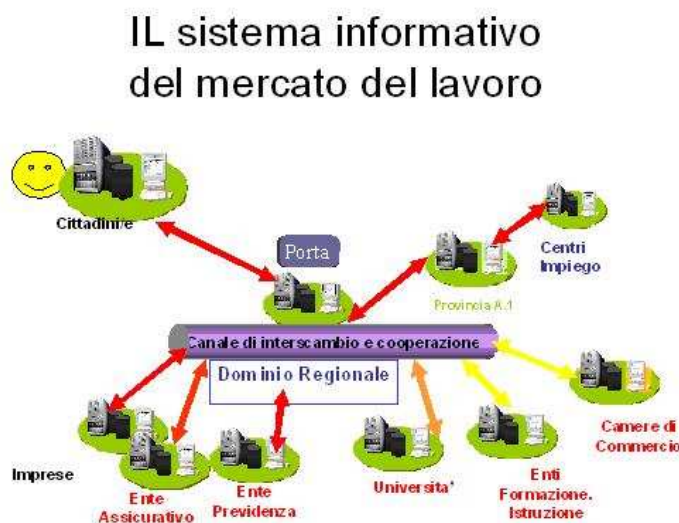 IL sistema informativo
del mercato del lavoro
Cittadini/e
Porta
Centri
Impiego
Provincia A.1
Canale di interscambio e cooperazione
Dominio Regionale
Imprese
Ente
Assicurativo
Ente
Previdenza
Universita'
Enti
Formazione.
Istruzione
Camere di
Commercio